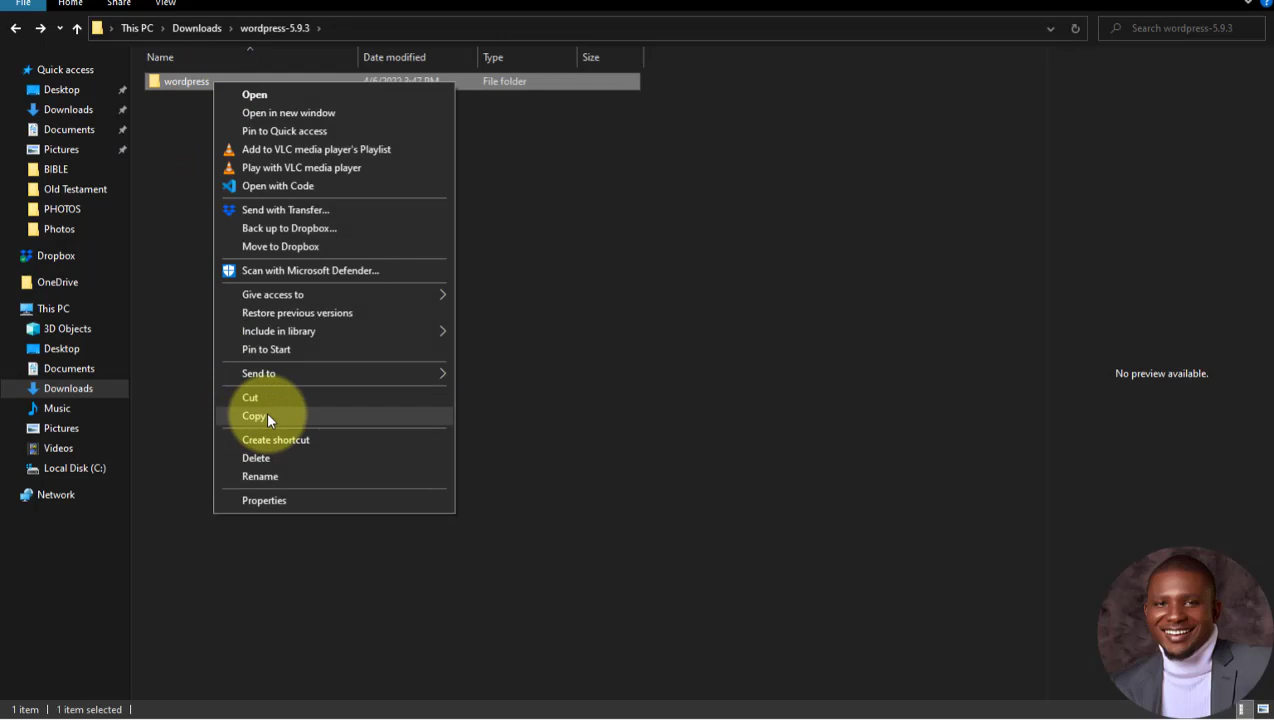 File Home Share View
This PC Downloads wordpress-5.9.3 Search wordpress-5.9.3
Name Date modified Type Size
wordpress File folder
Quick access
Desktop
Downloads
Documents
Pictures
BIBLE
Old Testament
PHOTOS
Photos
Dropbox
OneDrive
This PC
3D Objects
Desktop
Documents
Downloads
Music
Pictures
Videos
Local Disk (C:)
Network
Open
Open in new window
Pin to Quick access
Add to VLC media player's Playlist
Play with VLC media player
Open with Code
Send with Transfer...
Back up to Dropbox...
Move to Dropbox
Scan with Microsoft Defender...
Give access to
Restore previous versions
Include in library
Pin to Start
Send to
Cut
Copy
Create shortcut
Delete
Rename
Properties
No preview available.
1 item 1 item selected